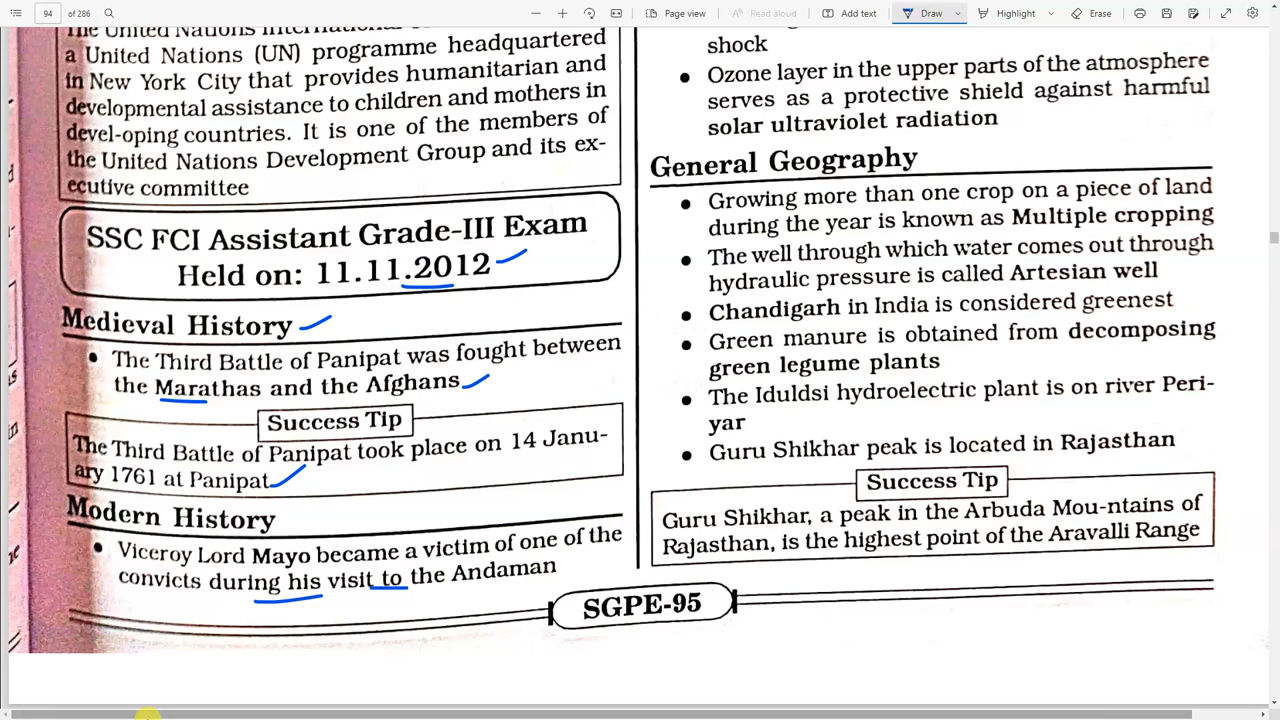 94 of 286
Page view
Read aloud
Add text
Draw
Highlight
Erase
The United Nations
a United Nations (UN) programme headquartered
in New York City that provides humanitarian and
developmental assistance to children and mothers in
devel-oping countries. It is one of the members of
the United Nations Development Group and its ex-
ecutive committee
SSC FCI Assistant Grade-III Exam
Held on: 11.11.2012
Medieval History
• The Third Battle of Panipat was fought between
the Marathas and the Afghans
Success Tip
The Third Battle of Panipat took place on 14 Janu-
ary 1761 at Panipat
Modern History
• Viceroy Lord Mayo became a victim of one of the
convicts during his visit to the Andaman
shock
• Ozone layer in the upper parts of the atmosphere
serves as a protective shield against harmful
solar ultraviolet radiation
General Geography
• Growing more than one crop on a piece of land
during the year is known as Multiple cropping
• The well through which water comes out through
hydraulic pressure is called Artesian well
• Chandigarh in India is considered greenest
• Green manure is obtained from decomposing
green legume plants
• The Iduldsi hydroelectric plant is on river Peri-
yar
• Guru Shikhar peak is located in Rajasthan
Success Tip
Guru Shikhar, a peak in the Arbuda Mou-ntains of
Rajasthan, is the highest point of the Aravalli Range
SGPE-95